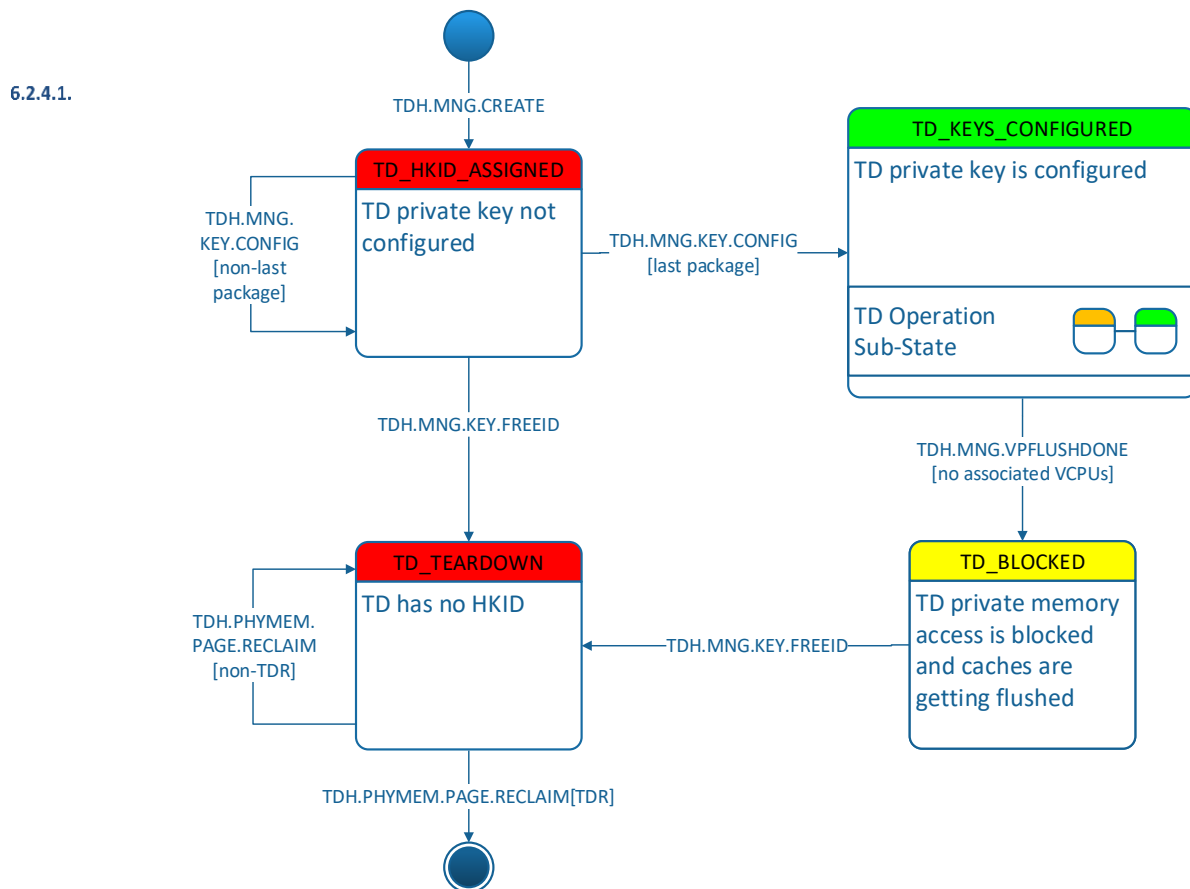 6.2.4.1.
TDH.MNG.CREATE
TD_HKID_ASSIGNED
TD private key not
configured
TDH.MNG.
KEY.CONFIG
[non-last
package]
TDH.MNG.KEY.CONFIG
[last package]
TD_KEYS_CONFIGURED
TD private key is configured
TD Operation
Sub-State
TDH.MNG.KEY.FREEID
TDH.MNG.VPFLUSHDONE
[no associated VCPUs]
TD_TEARDOWN
TD has no HKID
TDH.PHYMEM.
PAGE.RECLAIM
[non-TDR]
TDH.MNG.KEY.FREEID
TD_BLOCKED
TD private memory
access is blocked
and caches are
getting flushed
TDH.PHYMEM.PAGE.RECLAIM[TDR]